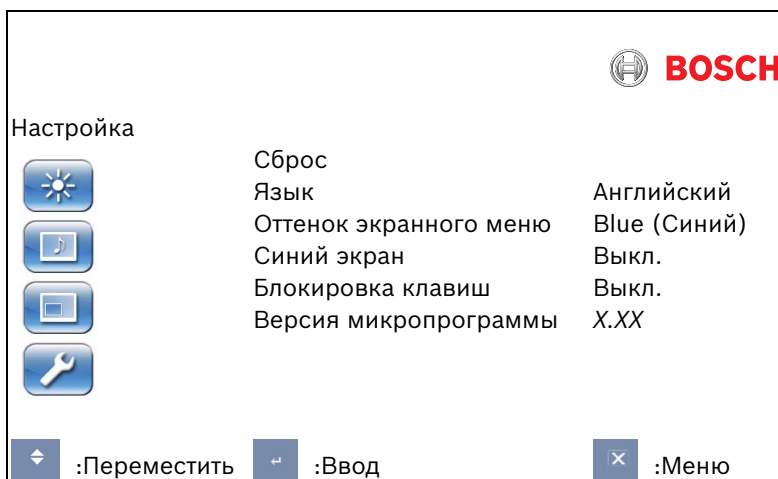 BOSCH
Настройка
Сброс
Язык Английский
Оттенок экранного меню Blue (Синий)
Синий экран Выкл.
Блокировка клавиш Выкл.
Версия микропрограммы X.XX
:Переместить :Ввод :Меню